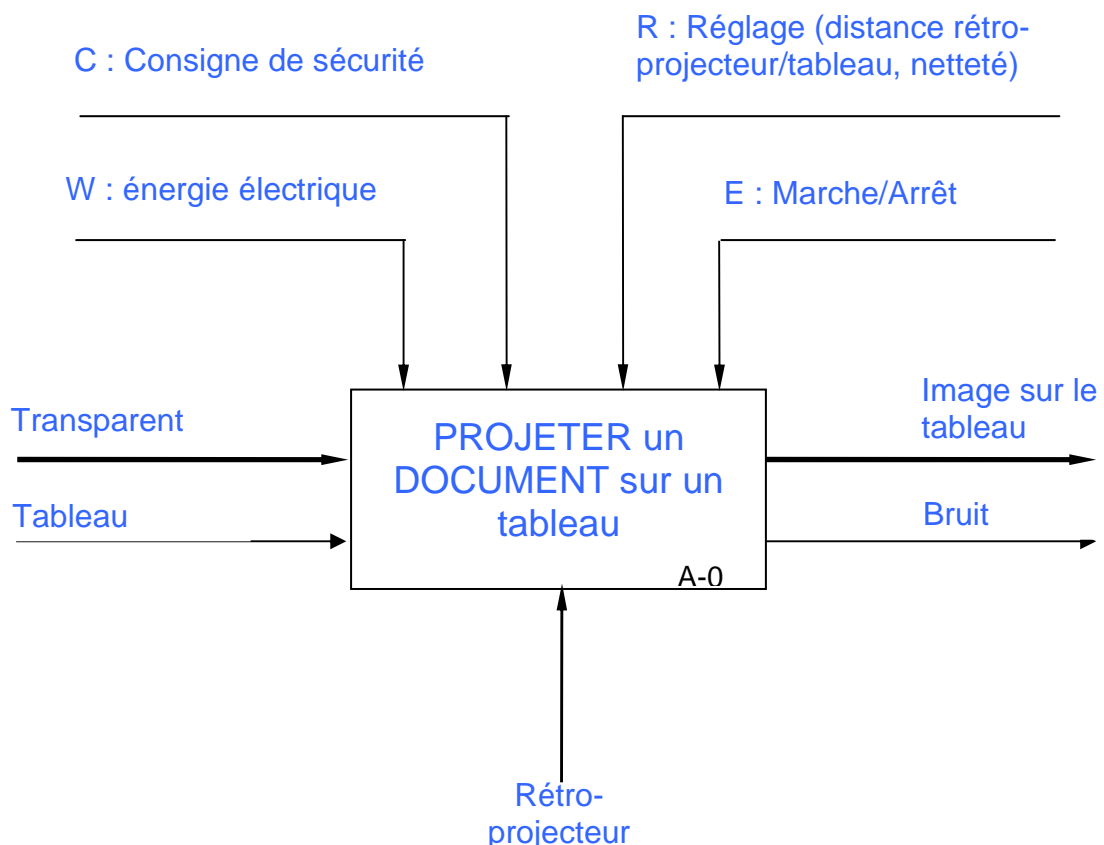 R : Réglage (distance rétro-
projecteur/tableau, netteté)
C : Consigne de sécurité
W : énergie électrique
E : Marche/Arrêt
Transparent
Tableau
PROJETER un
DOCUMENT sur un
tableau
A-0
Image sur le
tableau
Bruit
Rétro-
projecteur